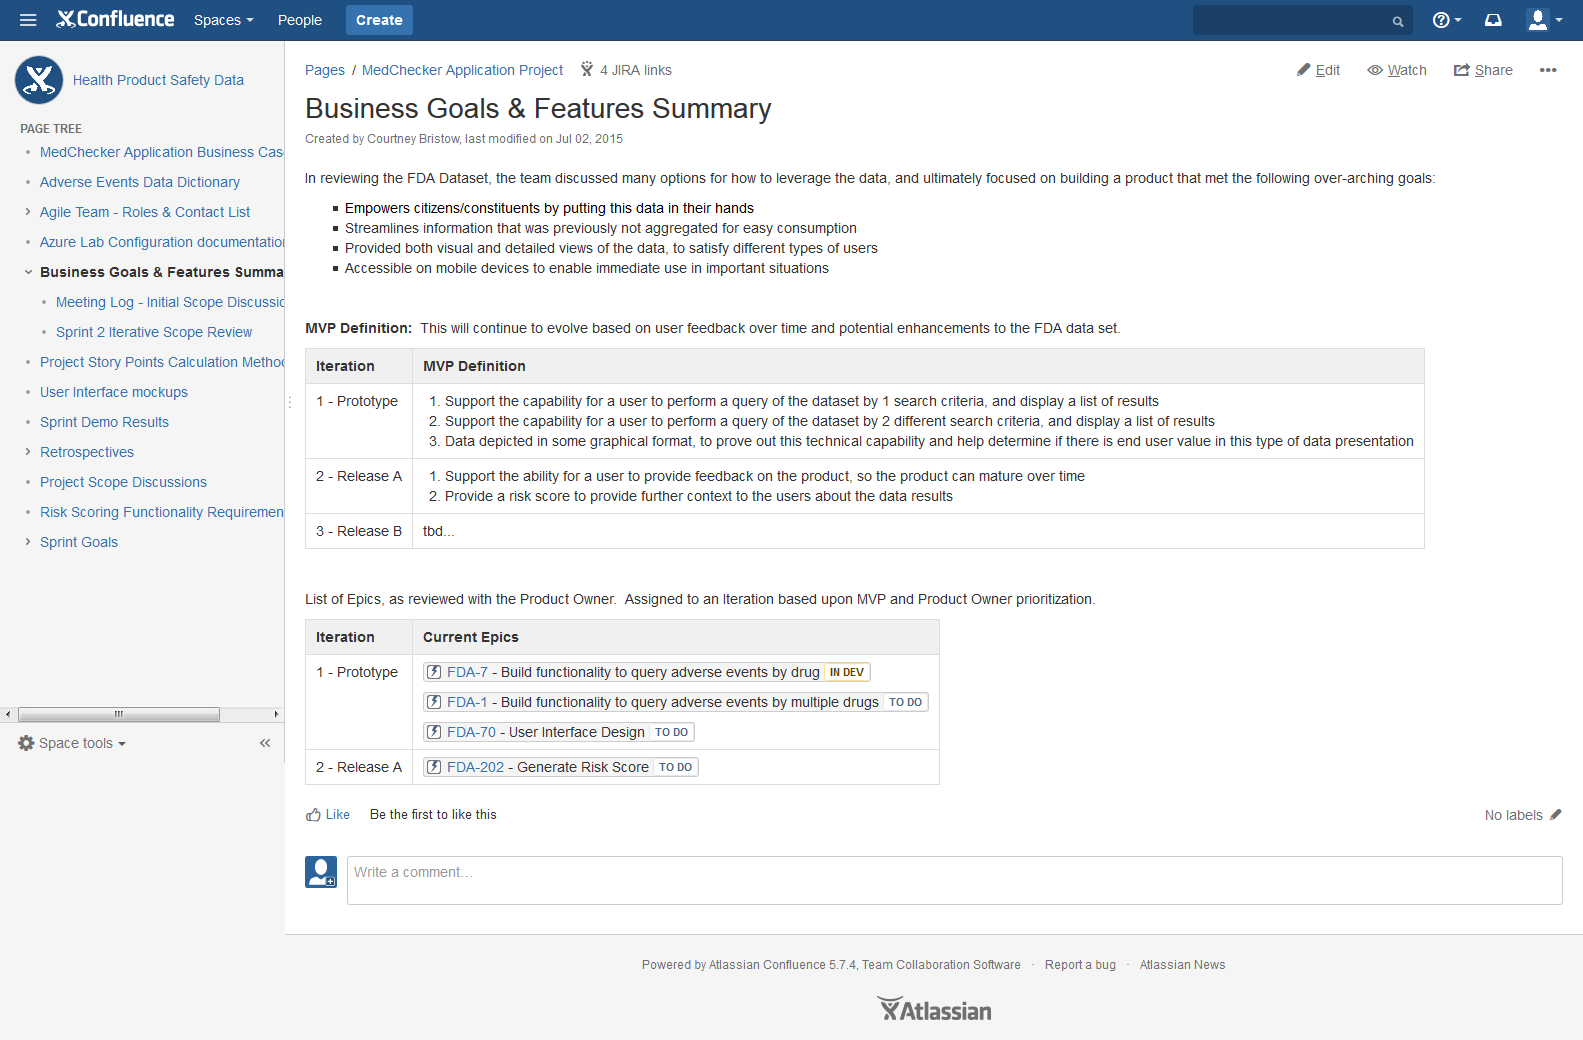 Confluence Spaces People Create
Health Product Safety Data
PAGE TREE
MedChecker Application Business Cas
Adverse Events Data Dictionary
Agile Team - Roles & Contact List
Azure Lab Configuration documentation
Business Goals & Features Summa
Meeting Log - Initial Scope Discussio
Sprint 2 Iterative Scope Review
Project Story Points Calculation Method
User Interface mockups
Sprint Demo Results
Retrospectives
Project Scope Discussions
Risk Scoring Functionality Requiremen
Sprint Goals
Space tools
Pages / MedChecker Application Project 4 JIRA links
Edit Watch Share
Business Goals & Features Summary
Created by Courtney Bristow, last modified on Jul 02, 2015
In reviewing the FDA Dataset, the team discussed many options for how to leverage the data, and ultimately focused on building a product that met the following over-arching goals:
Empowers citizens/constituents by putting this data in their hands
Streamlines information that was previously not aggregated for easy consumption
Provided both visual and detailed views of the data, to satisfy different types of users
Accessible on mobile devices to enable immediate use in important situations
MVP Definition: This will continue to evolve based on user feedback over time and potential enhancements to the FDA data set.
Iteration MVP Definition
1 - Prototype 1. Support the capability for a user to perform a query of the dataset by 1 search criteria, and display a list of results
2. Support the capability for a user to perform a query of the dataset by 2 different search criteria, and display a list of results
3. Data depicted in some graphical format, to prove out this technical capability and help determine if there is end user value in this type of data presentation
2 - Release A 1. Support the ability for a user to provide feedback on the product, so the product can mature over time
2. Provide a risk score to provide further context to the users about the data results
3 - Release B tbd...
List of Epics, as reviewed with the Product Owner. Assigned to an Iteration based upon MVP and Product Owner prioritization.
Iteration Current Epics
1 - Prototype FDA-7 - Build functionality to query adverse events by drug IN DEV
FDA-1 - Build functionality to query adverse events by multiple drugs TO DO
FDA-70 - User Interface Design TO DO
2 - Release A FDA-202 - Generate Risk Score TO DO
Like Be the first to like this
No labels
Write a comment…
Powered by Atlassian Confluence 5.7.4, Team Collaboration Software · Report a bug · Atlassian News
Atlassian